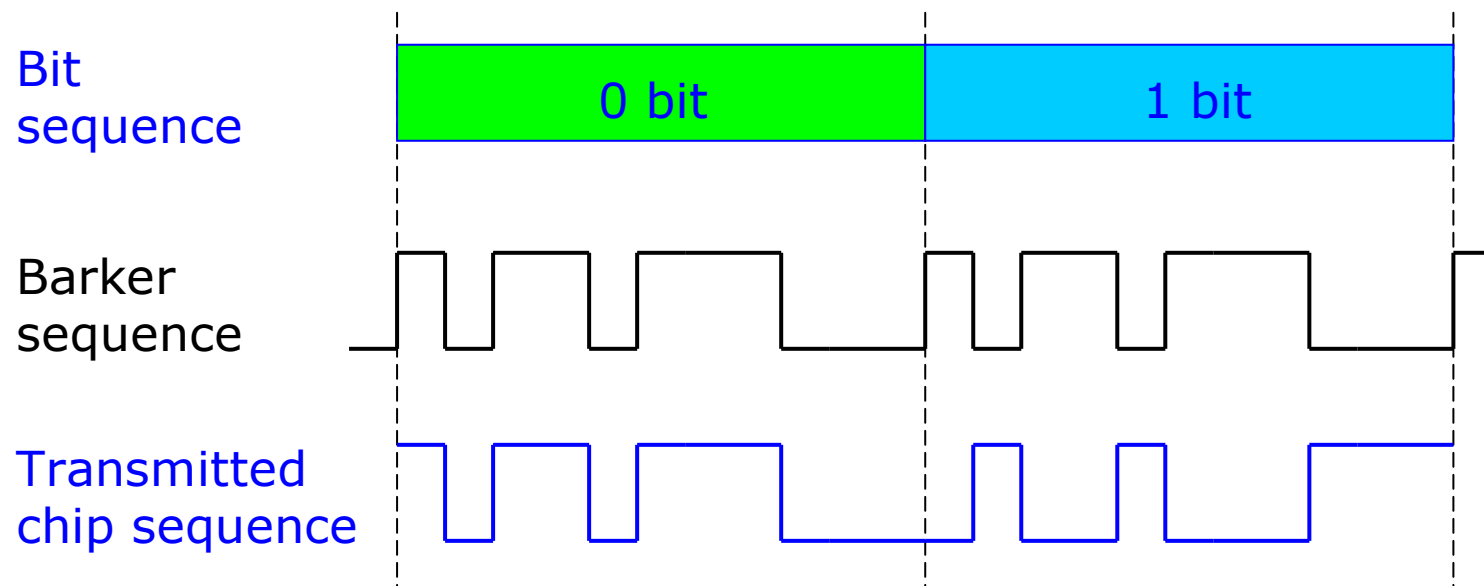 Bit
sequence
0 bit
1 bit
Barker
sequence
Transmitted
chip sequence